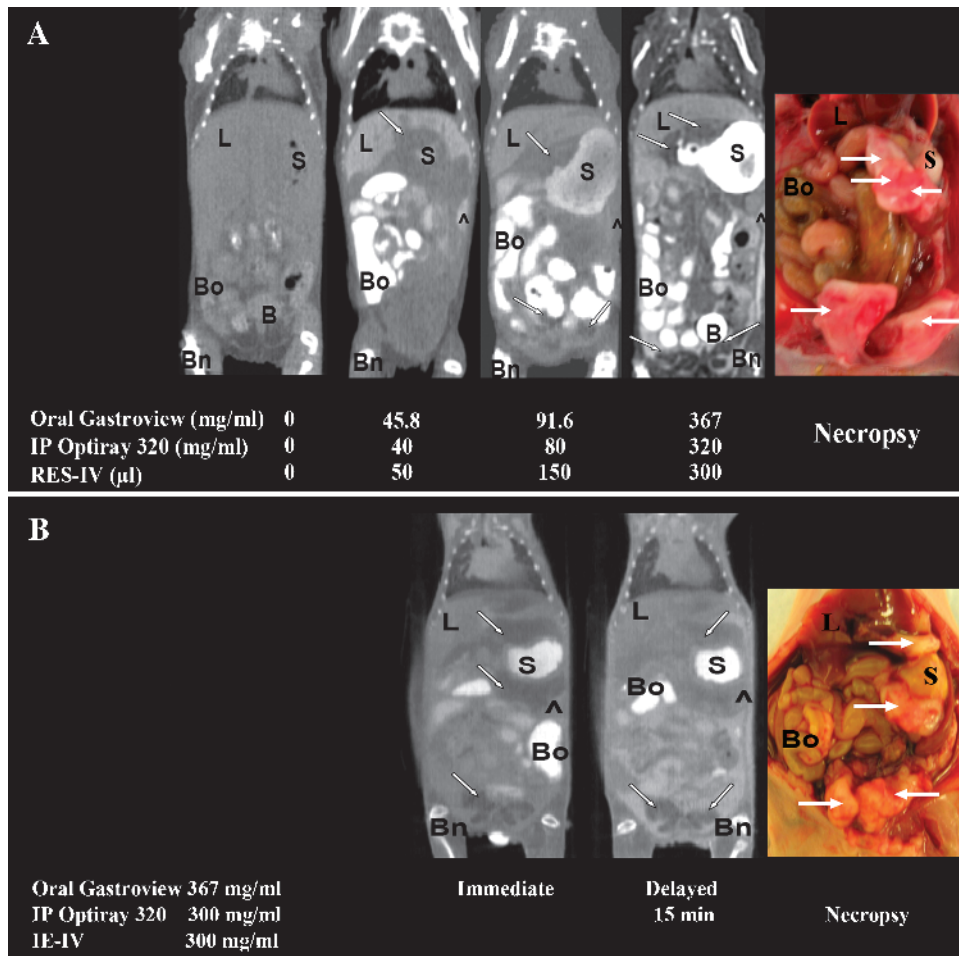 A
L
S
Bo
B
Bn
L
S
^
Bo
Bn
L
S
^
Bo
Bn
L
S
^
Bo
B
Bn
L
S
Bo
Oral Gastroview (mg/ml) 0 45.8 91.6 367
IP Optiray 320 (mg/ml) 0 40 80 320
RES-IV (µl) 0 50 150 300
Necropsy
B
L
S
^
Bo
Bn
L
S
Bo
^
Bn
L
S
Bo
Oral Gastroview 367 mg/ml
IP Optiray 320 300 mg/ml
1E-IV 300 mg/ml
Immediate
Delayed
15 min
Necropsy